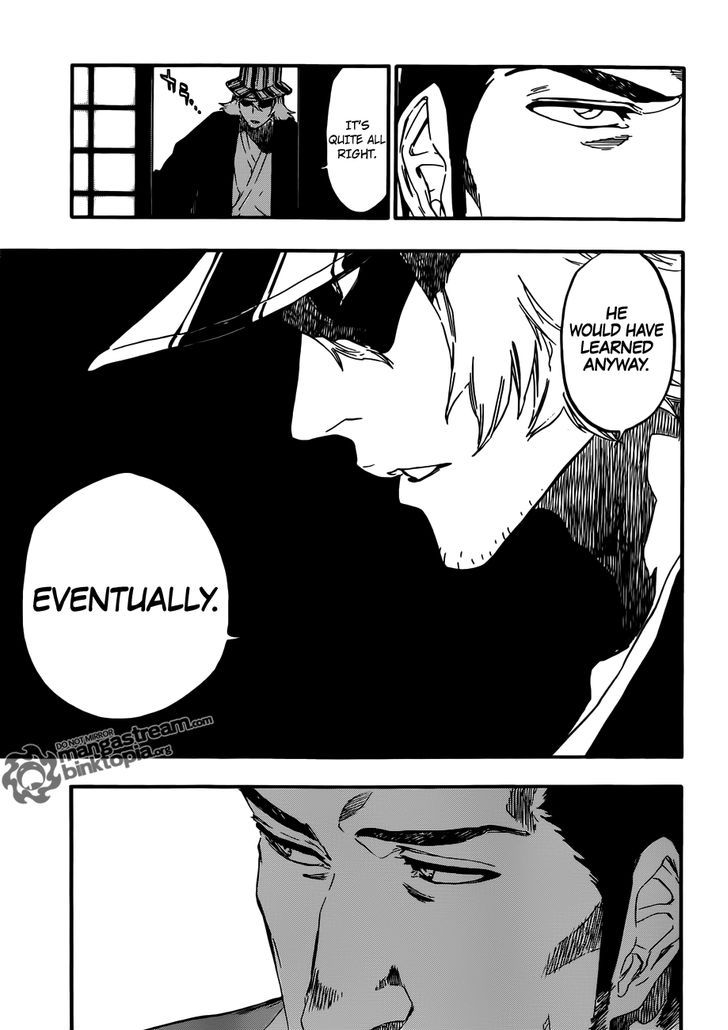 IT'S
QUITE ALL
RIGHT.
HE
WOULD HAVE
LEARNED
ANYWAY.
EVENTUALLY.
DO NOT MIRROR
mangastream.com
binktopia.org